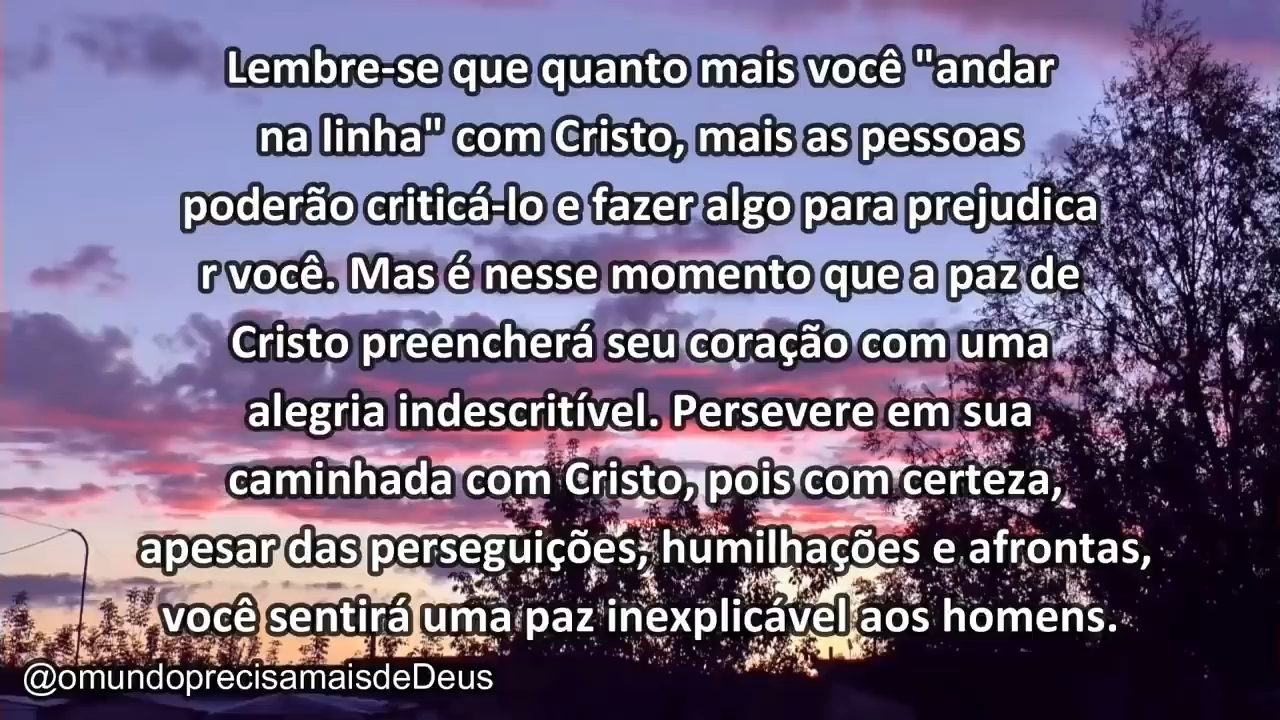 Lembre-se que quanto mais você "andar
na linha" com Cristo, mais as pessoas
poderão criticá-lo e fazer algo para prejudica
r você. Mas é nesse momento que a paz de
Cristo preencherá seu coração com uma
alegria indescritível. Persevere em sua
caminhada com Cristo, pois com certeza,
apesar das perseguições, humilhações e afrontas,
você sentirá uma paz inexplicável aos homens.
@omundoprecisamaisdeDeus